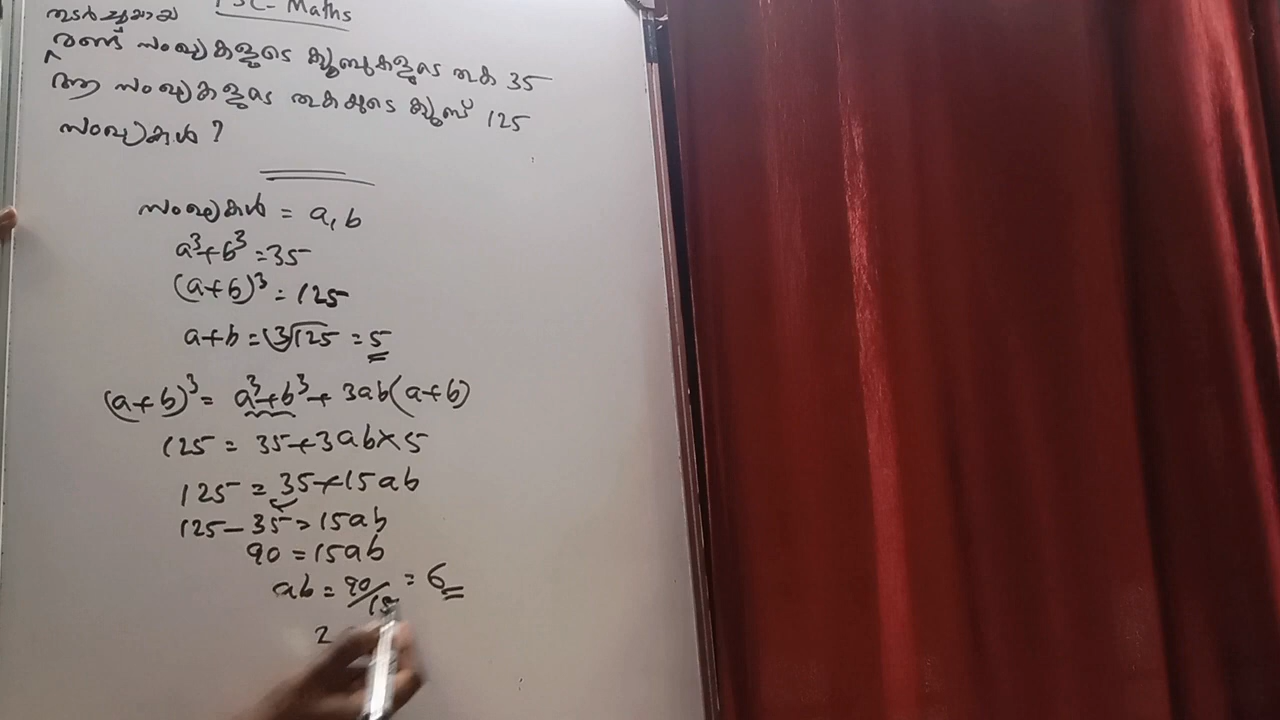 തുടർച്ചയായ PSC- Maths
രണ്ട് സംഖ്യകളുടെ ക്യൂബുകളുടെ തുക 35
ആ സംഖ്യകളുടെ തുകയുടെ ക്യൂബ് 125
സംഖ്യകൾ ?
സംഖ്യകൾ = a, b
a³+b³ = 35
(a+b)³ = 125
a+b = ∛125 = 5
(a+b)³ = a³+b³ + 3ab(a+b)
125 = 35+3ab×5
125 = 35+15ab
125-35 = 15ab
90 = 15ab
ab = 90/15 = 6
2